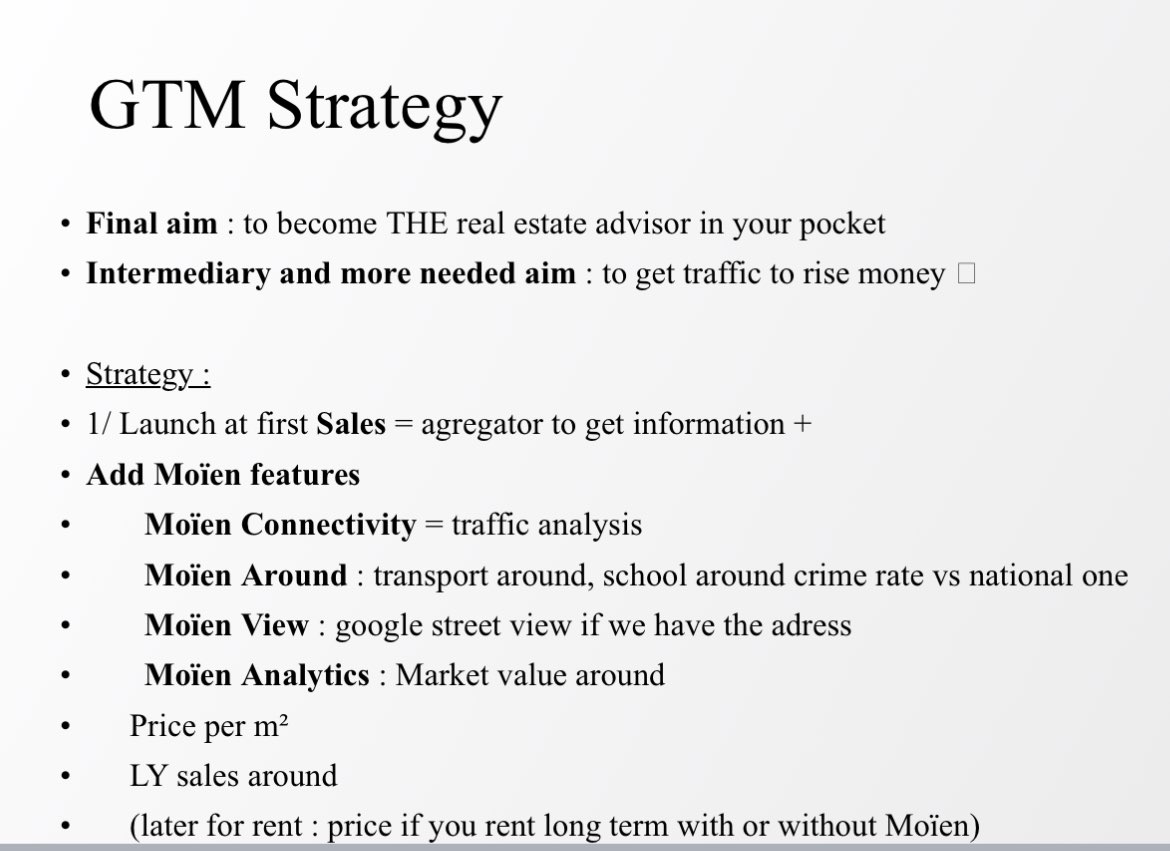 GTM Strategy
• Final aim : to become THE real estate advisor in your pocket
• Intermediary and more needed aim : to get traffic to rise money □
• Strategy :
• 1/ Launch at first Sales = agregator to get information +
• Add Moïen features
• Moïen Connectivity = traffic analysis
• Moïen Around : transport around, school around crime rate vs national one
• Moïen View : google street view if we have the adress
• Moïen Analytics : Market value around
• Price per m²
• LY sales around
• (later for rent : price if you rent long term with or without Moïen)